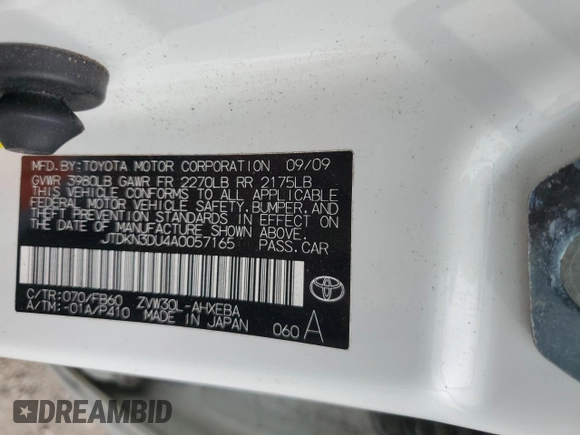 MFD.BY:TOYOTA MOTOR CORPORATION 09/09
GVWR 3980LB GAWR FR 2270LB RR 2175LB
THIS VEHICLE CONFORMS TO ALL APPLICABLE
FEDERAL MOTOR VEHICLE SAFETY, BUMPER, AND
THEFT PREVENTION STANDARDS IN EFFECT ON
THE DATE OF MANUFACTURE SHOWN ABOVE.
JTDKN3DU4A0057165 PASS.CAR
C/TR:070/FB60 ZVW30L-AHXEBA
A/TM:-01A/P410 MADE IN JAPAN 060 A
DREAMBID